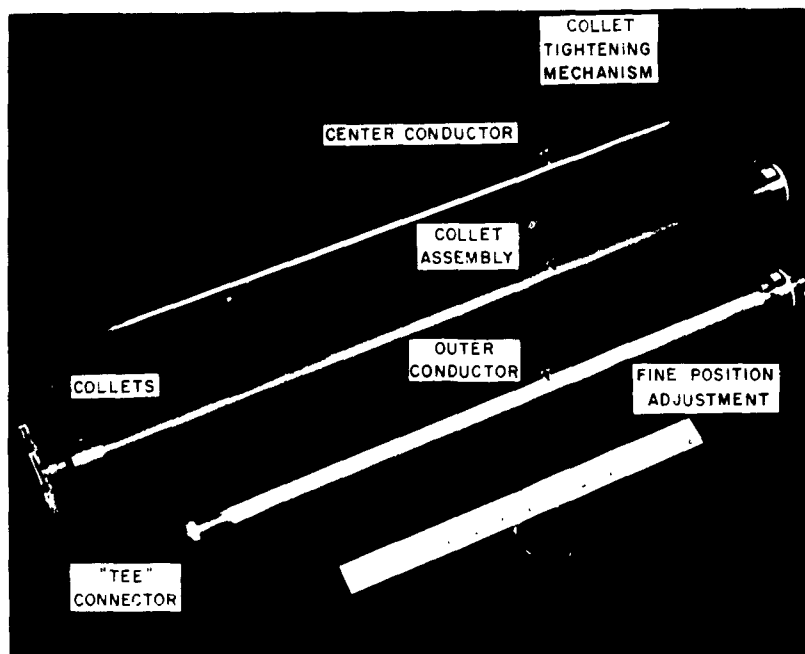 COLLET
TIGHTENING
MECHANISM
CENTER CONDUCTOR
COLLET
ASSEMBLY
OUTER
CONDUCTOR
COLLETS
FINE POSITION
ADJUSTMENT
"TEE"
CONNECTOR